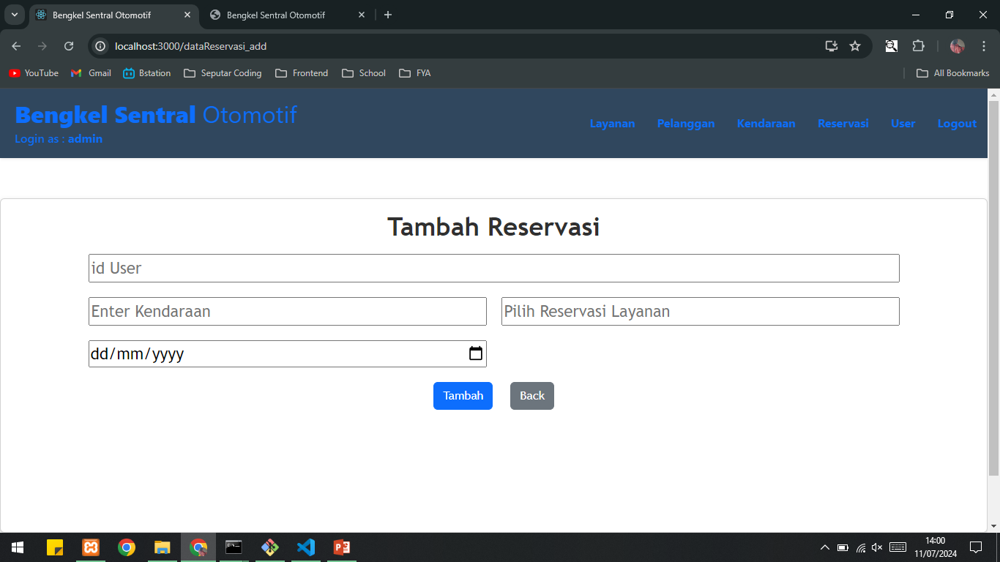 Bengkel Sentral Otomotif
Bengkel Sentral Otomotif
localhost:3000/dataReservasi_add
YouTube
Gmail
Bstation
Seputar Coding
Frontend
School
FYA
All Bookmarks
Bengkel Sentral Otomotif
Login as : admin
Layanan
Pelanggan
Kendaraan
Reservasi
User
Logout
Tambah Reservasi
id User
Enter Kendaraan
Pilih Reservasi Layanan
dd/mm/yyyy
Tambah
Back
14:00
11/07/2024